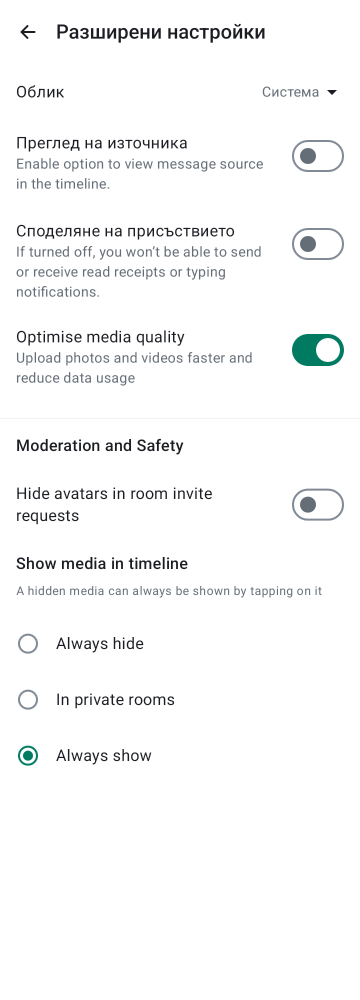 Разширени настройки
Облик
Система
Преглед на източника
Enable option to view message source
in the timeline.
Споделяне на присъствието
If turned off, you won’t be able to send
or receive read receipts or typing
notifications.
Optimise media quality
Upload photos and videos faster and
reduce data usage
Moderation and Safety
Hide avatars in room invite
requests
Show media in timeline
A hidden media can always be shown by tapping on it
Always hide
In private rooms
Always show